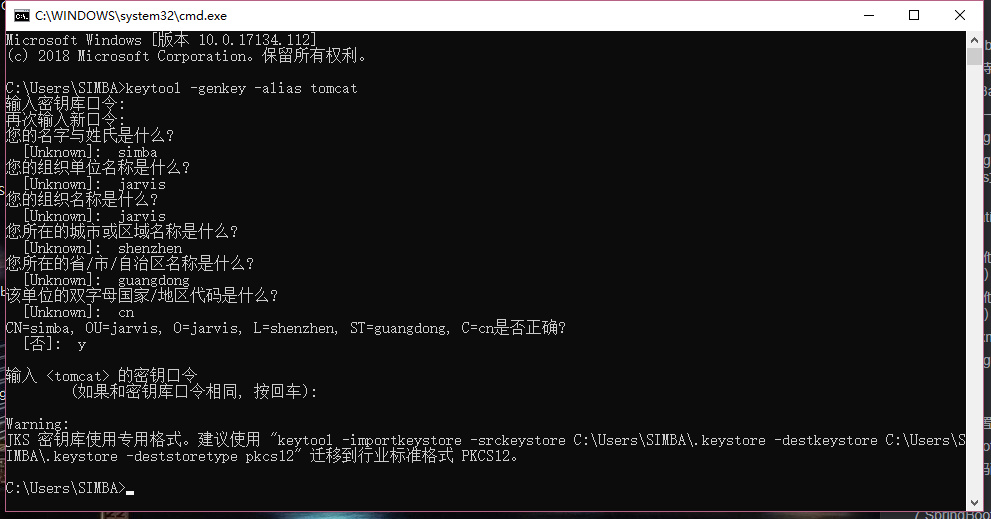 C:\WINDOWS\system32\cmd.exe
Microsoft Windows [版本 10.0.17134.112]
(c) 2018 Microsoft Corporation。保留所有权利。
C:\Users\SIMBA>keytool -genkey -alias tomcat
输入密钥库口令:
再次输入新口令:
您的名字与姓氏是什么?
[Unknown]:  simba
您的组织单位名称是什么?
[Unknown]:  jarvis
您的组织名称是什么?
[Unknown]:  jarvis
您所在的城市或区域名称是什么?
[Unknown]:  shenzhen
您所在的省/市/自治区名称是什么?
[Unknown]:  guangdong
该单位的双字母国家/地区代码是什么?
[Unknown]:  cn
CN=simba, OU=jarvis, O=jarvis, L=shenzhen, ST=guangdong, C=cn是否正确?
[否]:  y
输入 <tomcat> 的密钥口令
(如果和密钥库口令相同, 按回车):
Warning:
JKS 密钥库使用专用格式。建议使用 "keytool -importkeystore -srckeystore C:\Users\SIMBA\.keystore -destkeystore C:\Users\S
IMBA\.keystore -deststoretype pkcs12" 迁移到行业标准格式 PKCS12。
C:\Users\SIMBA>